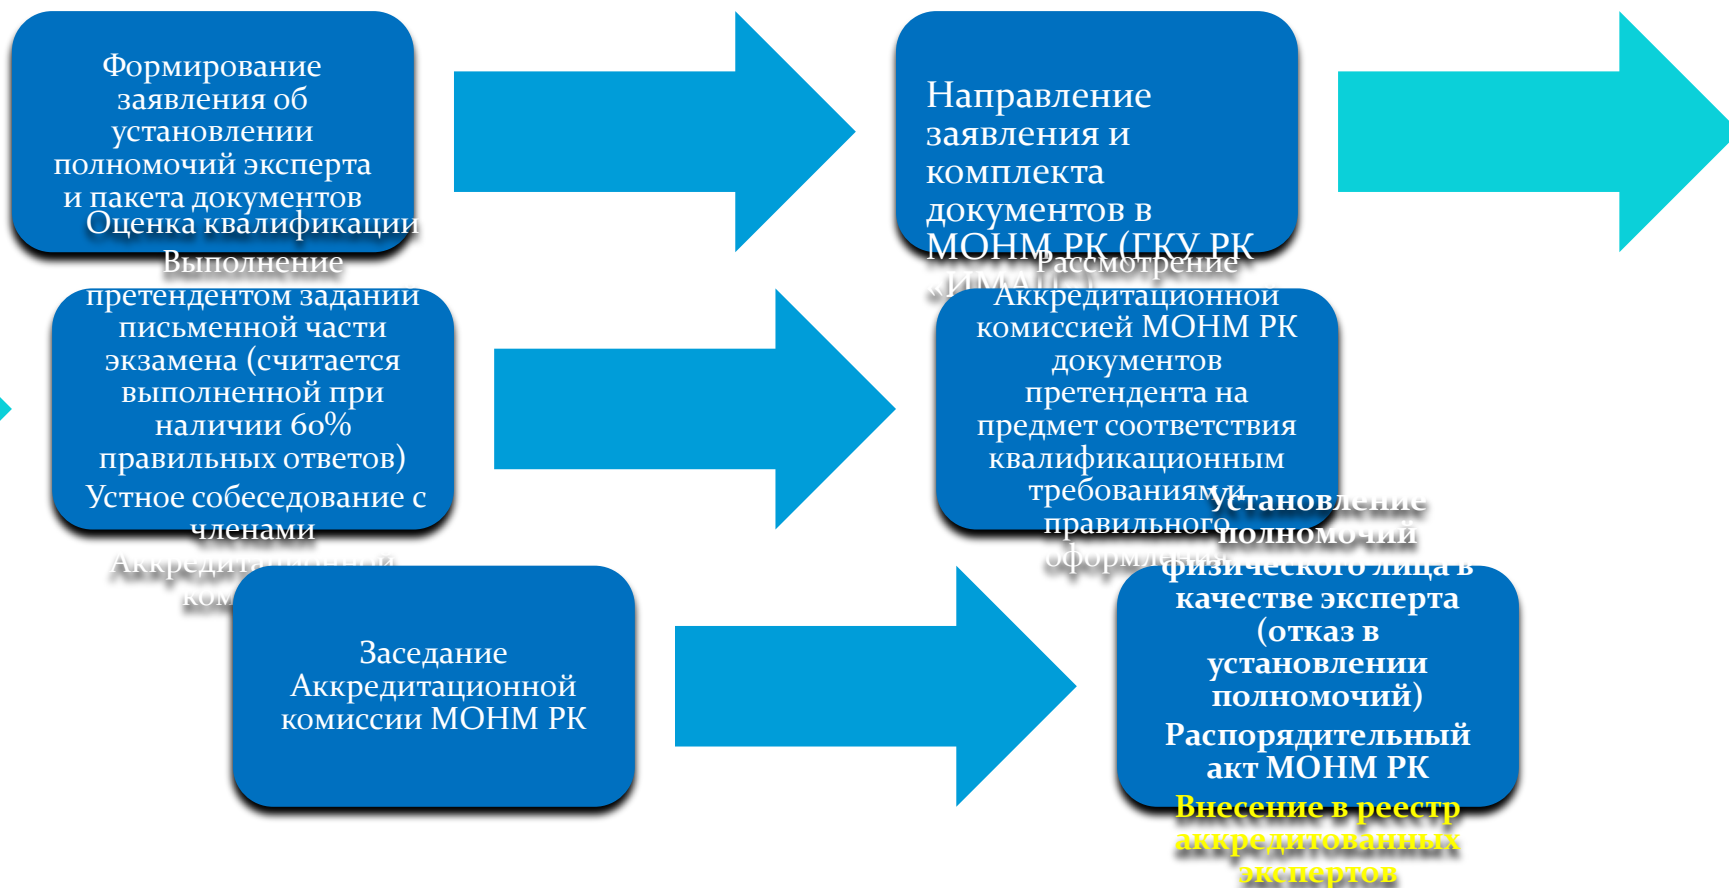 Формирование
заявления об
установлении
полномочий эксперта
и пакета документов
Направление
заявления и
комплекта
документов в
МОНМ РК (ГКУ РК
«ИМАЦ»)
Оценка квалификации
Выполнение
претендентом заданий
письменной части
экзамена (считается
выполненной при
наличии 60%
правильных ответов)
Устное собеседование с
членами
Аккредитационной
Рассмотрение
Аккредитационной
комиссией МОНМ РК
документов
претендента на
предмет соответствия
квалификационным
требованиям и
правильного
оформления
Заседание
Аккредитационной
комиссии МОНМ РК
Установление
полномочий
физического лица в
качестве эксперта
(отказ в
установлении
полномочий)
Распорядительный
акт МОНМ РК
Внесение в реестр
аккредитованных
экспертов